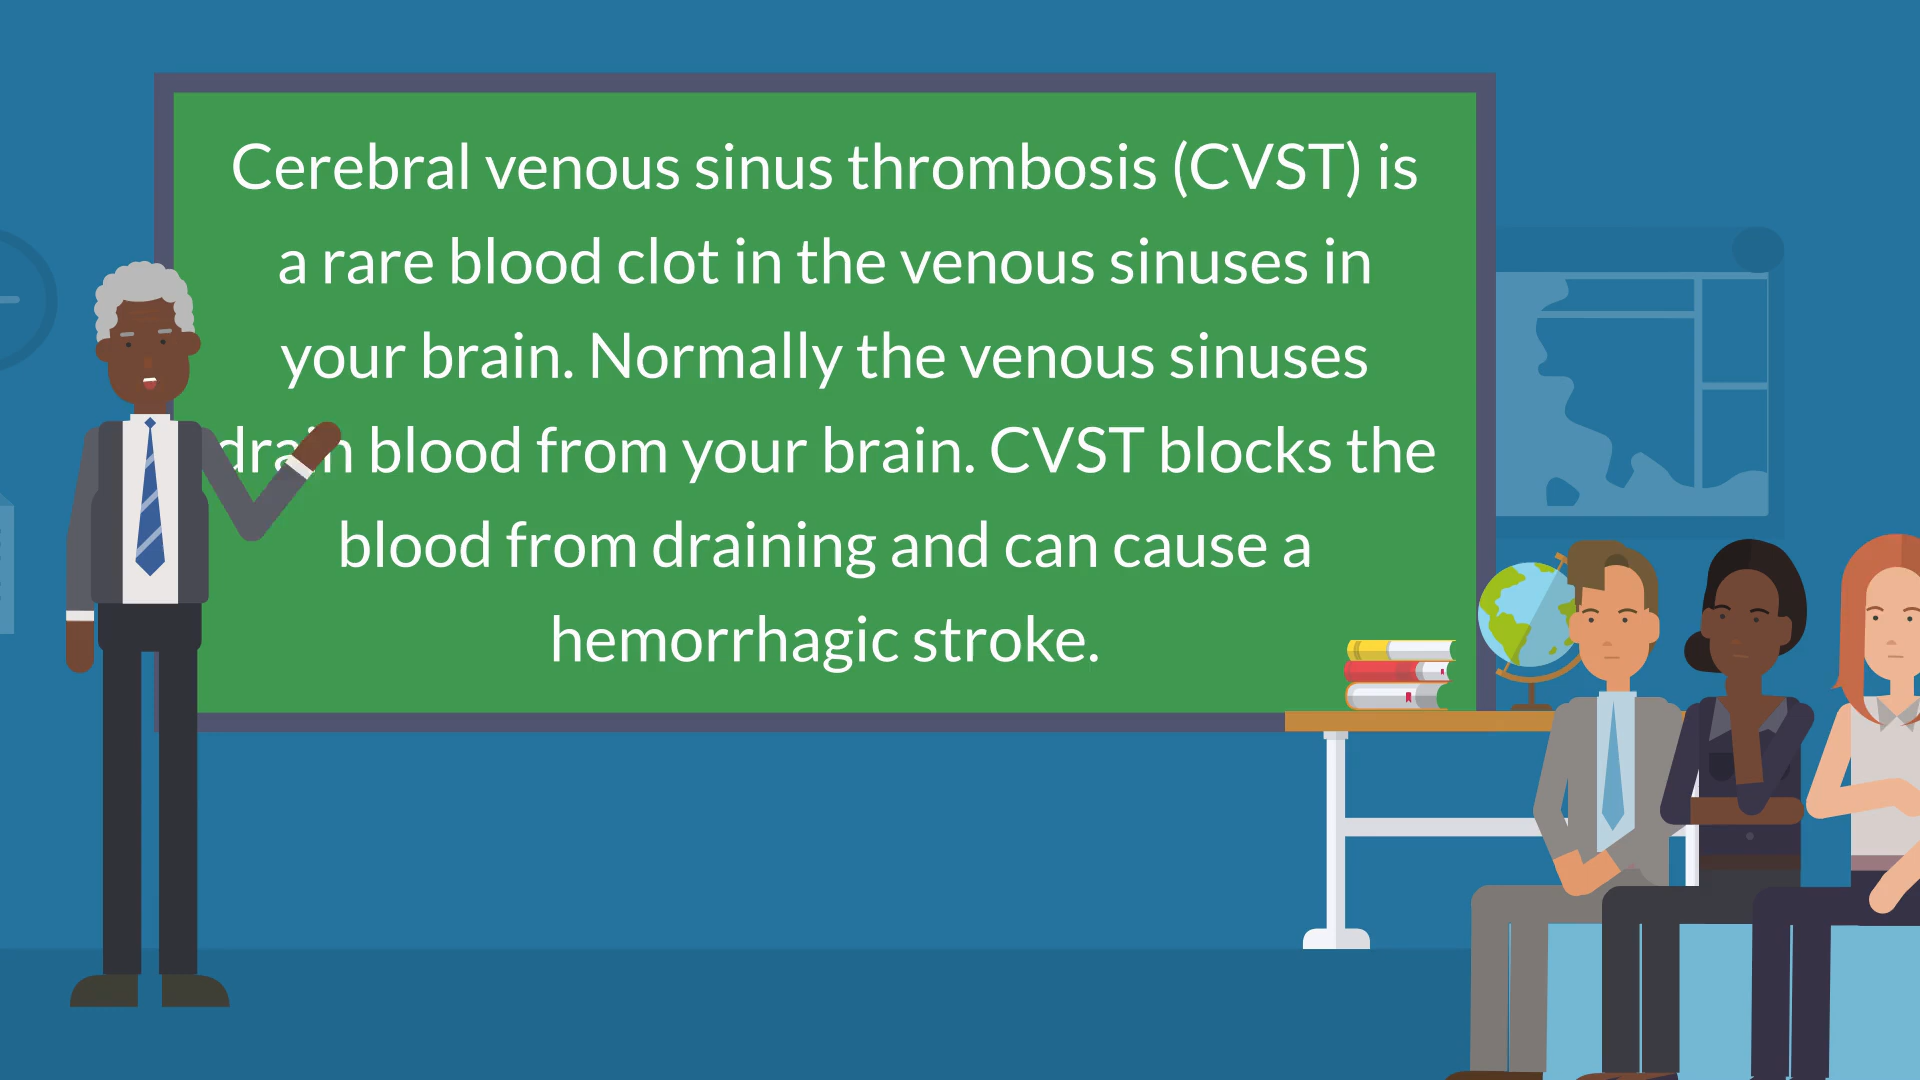 Cerebral venous sinus thrombosis (CVST) is
a rare blood clot in the venous sinuses in
your brain. Normally the venous sinuses
drain blood from your brain. CVST blocks the
blood from draining and can cause a
hemorrhagic stroke.